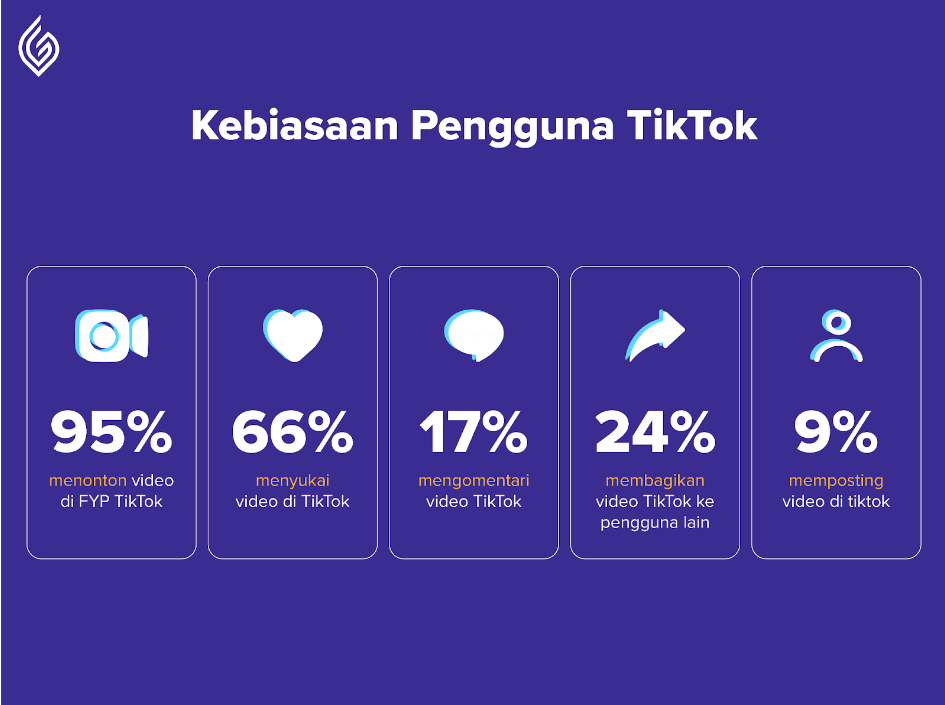 Kebiasaan Pengguna TikTok
95%
menonton video
di FYP TikTok
66%
menyukai
video di TikTok
17%
mengomentari
video TikTok
24%
membagikan
video TikTok ke
pengguna lain
9%
memposting
video di tiktok